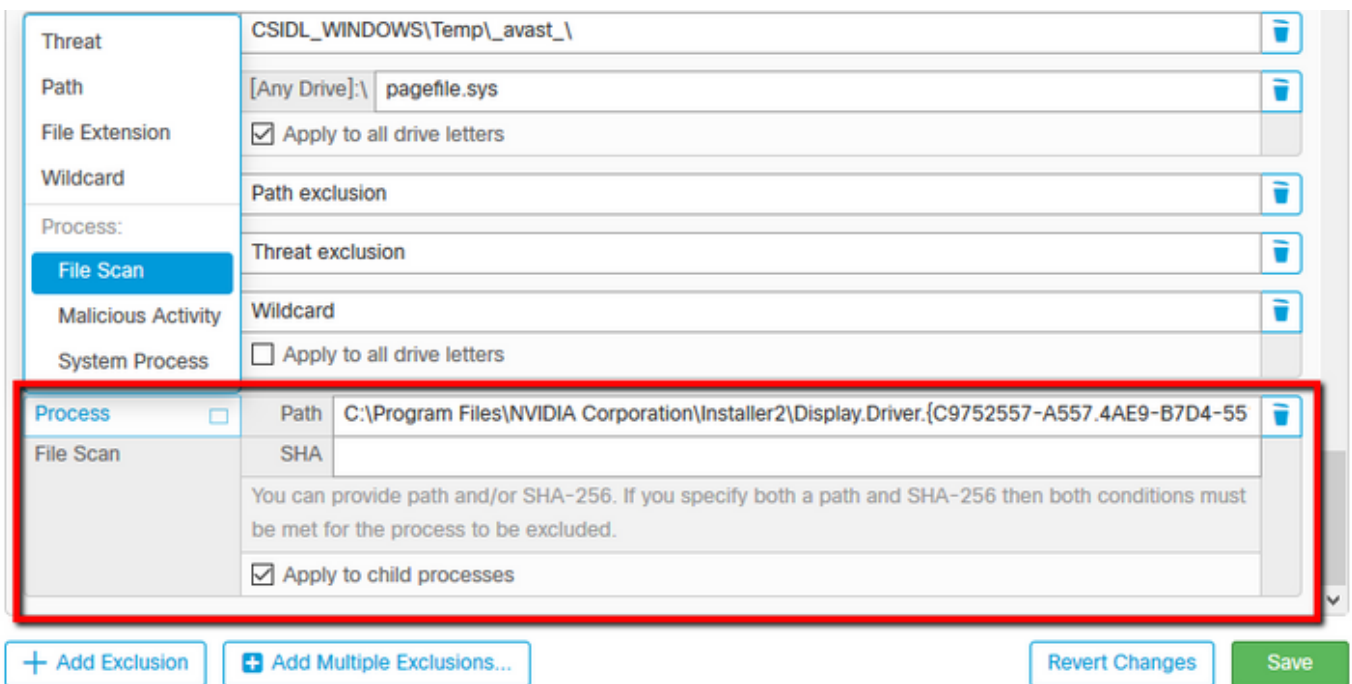 Threat
Path
File Extension
Wildcard
Process:
File Scan
Malicious Activity
System Process
CSIDL_WINDOWS\Temp\_avast_\
[Any Drive]:\ pagefile.sys
Apply to all drive letters
Path exclusion
Threat exclusion
Wildcard
Apply to all drive letters
Process
File Scan
Path C:\Program Files\NVIDIA Corporation\Installer2\Display.Driver.{C9752557-A557.4AE9-B7D4-55
SHA
You can provide path and/or SHA-256. If you specify both a path and SHA-256 then both conditions must
be met for the process to be excluded.
Apply to child processes
Add Exclusion Add Multiple Exclusions... Revert Changes Save